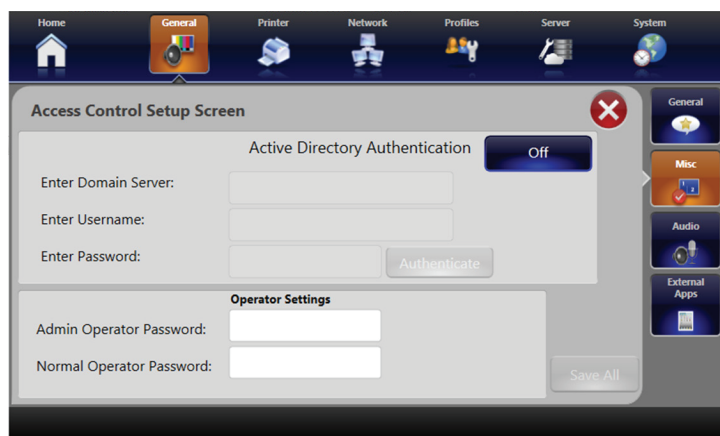 Home General Printer Network Profiles Server System
Access Control Setup Screen
General
Active Directory Authentication Off
Misc
Enter Domain Server:
Enter Username:
Audio
Enter Password: Authenticate
External
Apps
Operator Settings
Admin Operator Password:
Normal Operator Password:
Save All